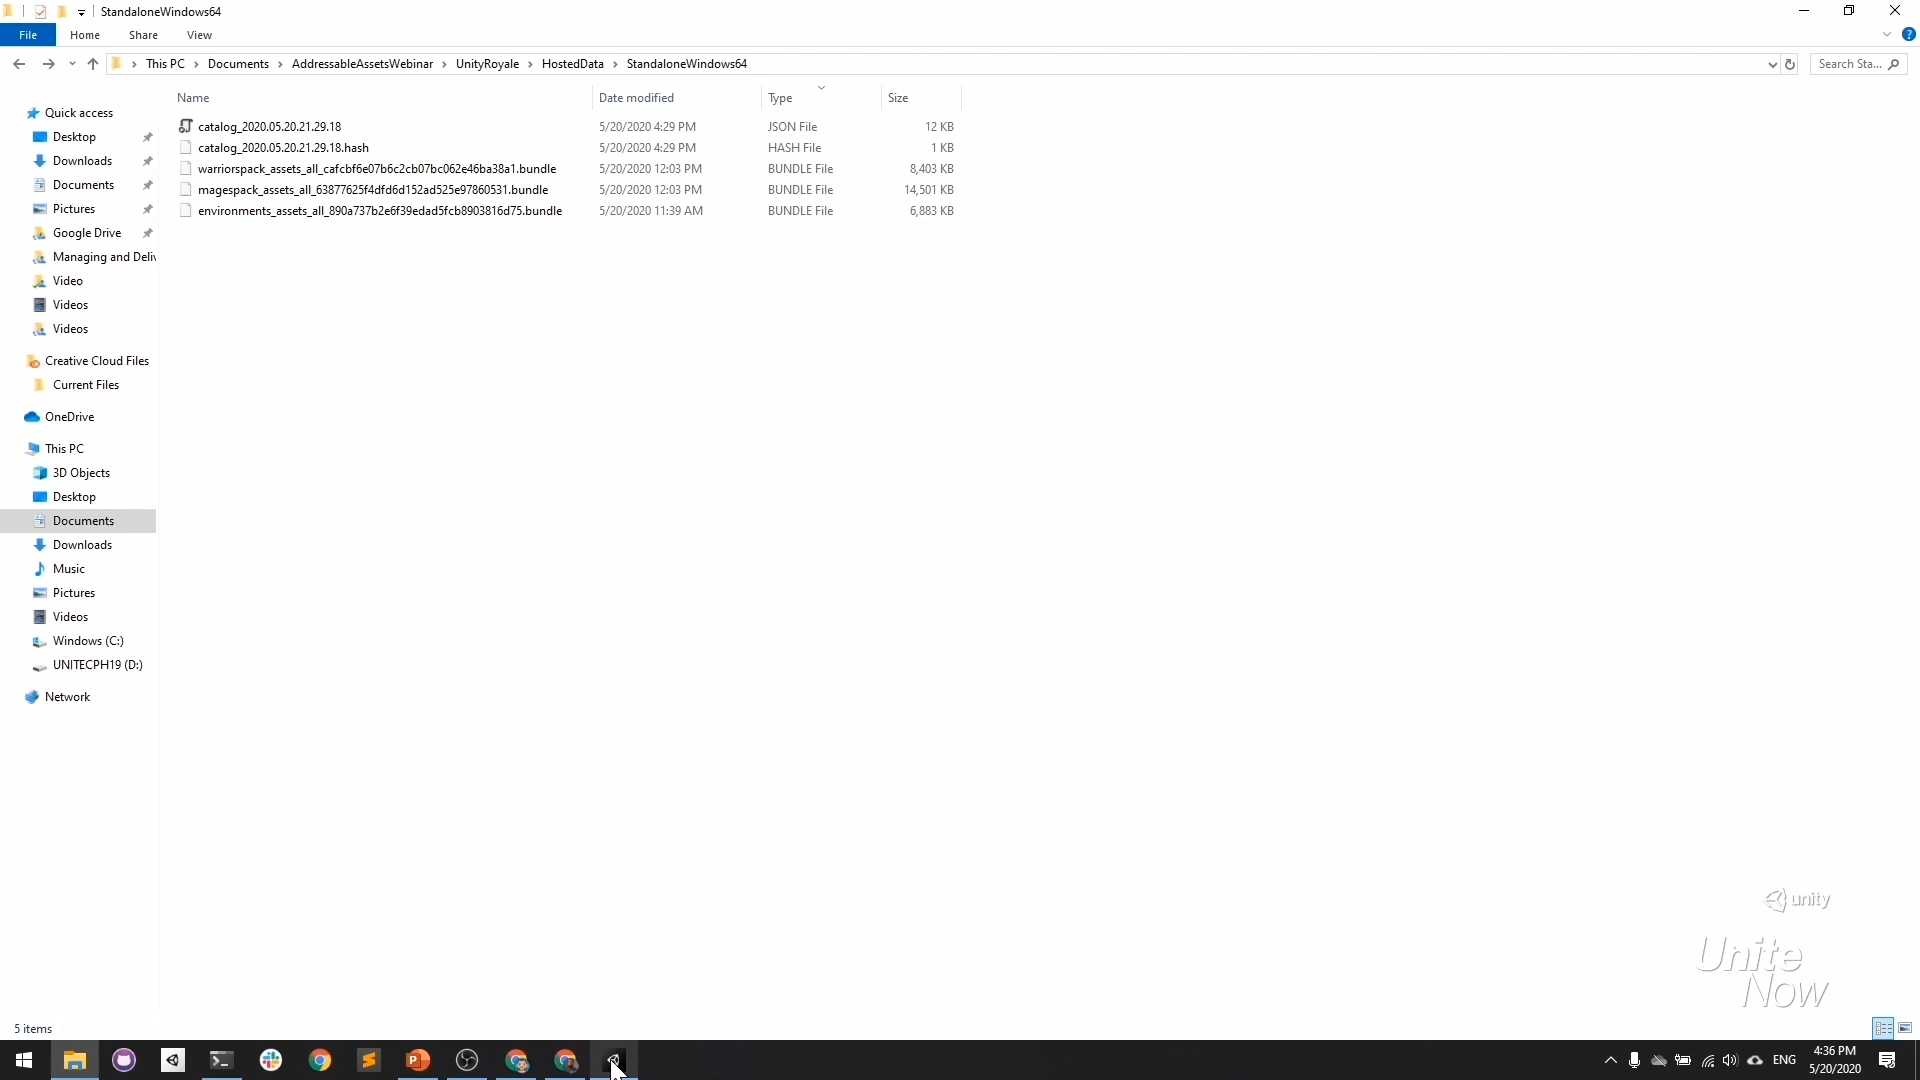 StandaloneWindows64
File Home Share View
This PC Documents AddressableAssetsWebinar UnityRoyale HostedData StandaloneWindows64
Search Sta...
Name Date modified Type Size
catalog_2020.05.20.21.29.18 5/20/2020 4:29 PM JSON File 12 KB
catalog_2020.05.20.21.29.18.hash 5/20/2020 4:29 PM HASH File 1 KB
warriorspack_assets_all_cafcbf6e07b6c2cb07bc062e46ba38a1.bundle 5/20/2020 12:03 PM BUNDLE File 8,403 KB
magespack_assets_all_63877625f4dfd6d152ad525e97860531.bundle 5/20/2020 12:03 PM BUNDLE File 14,501 KB
environments_assets_all_890a737b2e6f39edad5fcb8903816d75.bundle 5/20/2020 11:39 AM BUNDLE File 6,883 KB
Quick access
Desktop
Downloads
Documents
Pictures
Google Drive
Managing and Deliv
Video
Videos
Videos
Creative Cloud Files
Current Files
OneDrive
This PC
3D Objects
Desktop
Documents
Downloads
Music
Pictures
Videos
Windows (C:)
UNITECPH19 (D:)
Network
unity
Unite
Now
5 items
ENG
4:36 PM
5/20/2020